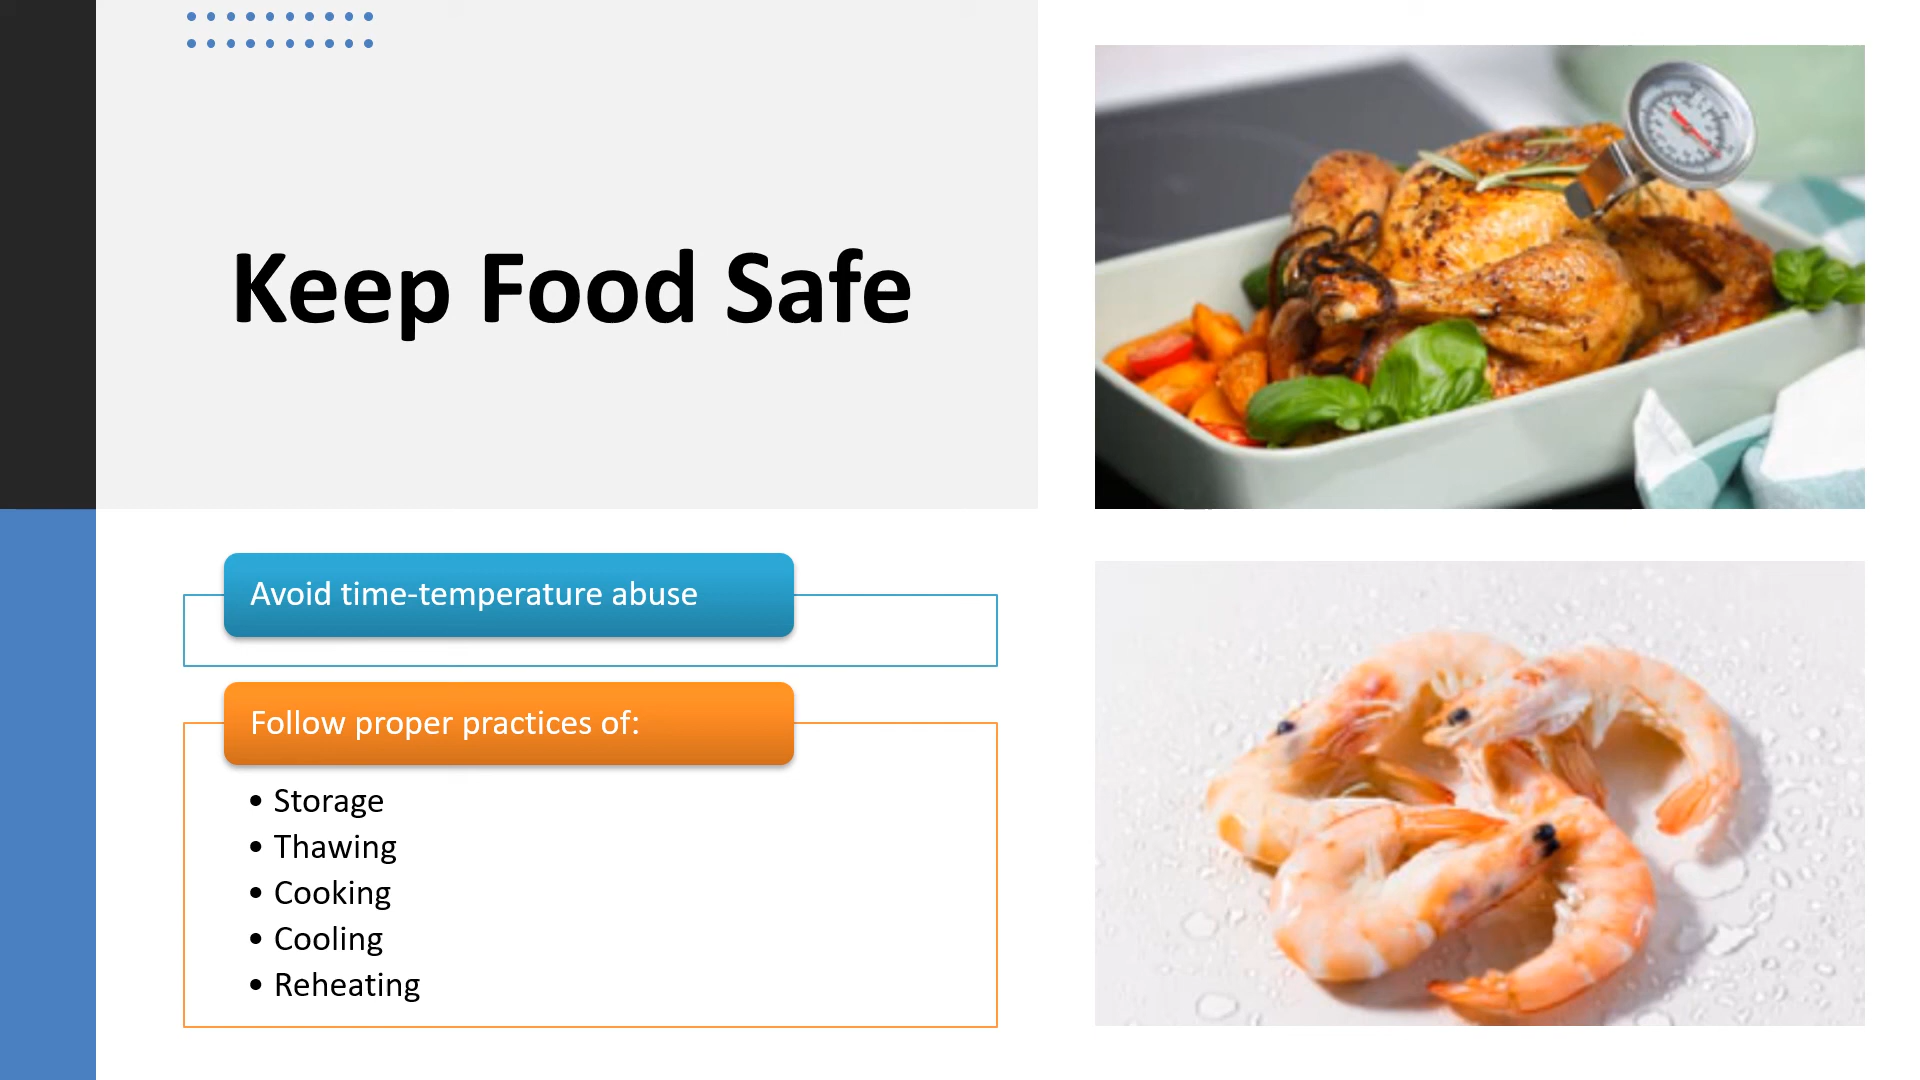 Keep Food Safe
Avoid time-temperature abuse
Follow proper practices of:
• Storage
• Thawing
• Cooking
• Cooling
• Reheating